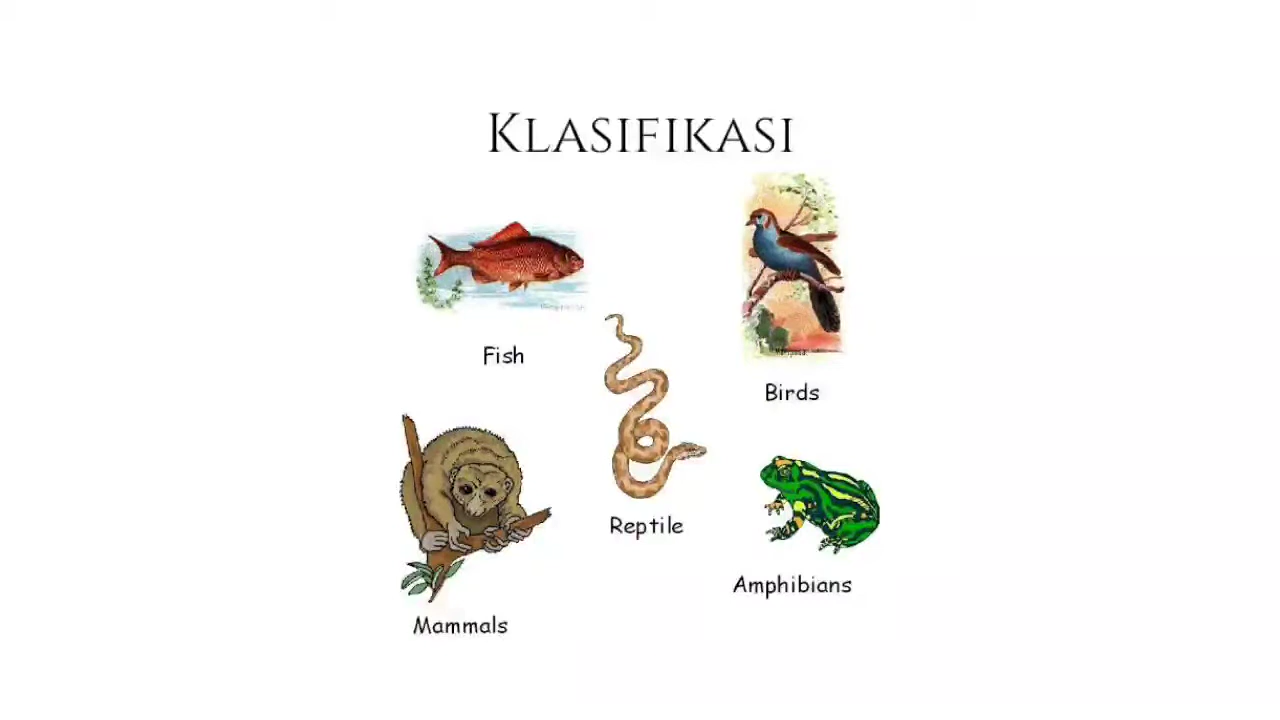 KLASIFIKASI
Fish
Birds
Reptile
Amphibians
Mammals